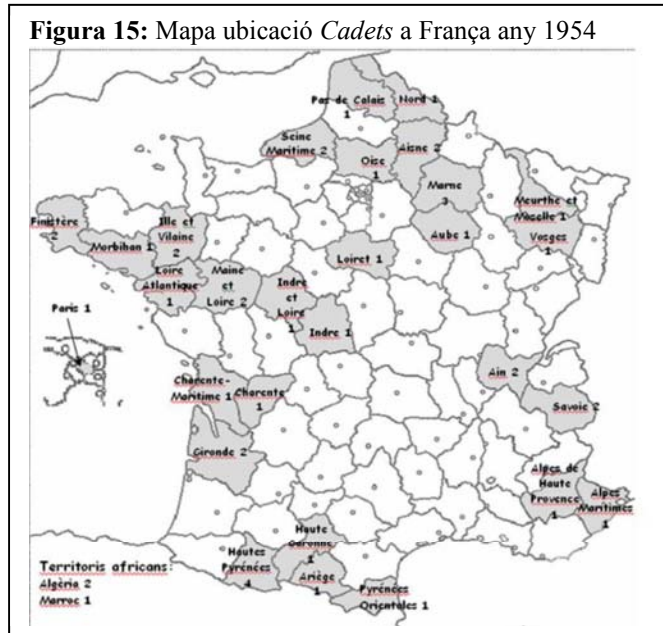 Figura 15: Mapa ubicació Cadets a França any 1954
Pas de Calais
1
Nord 1
Seine
Maritime 2
Oise
1
Aisne 2
Marne
3
Meurthe et
Moselle 1
Vosges
1
Aube 1
Finistère
2
Morbihan 1
Ille et
Vilaine
2
Loiret 1
Loire
Atlantique
1
Maine
et
Loire 2
Indre
et
Loire
1
Indre 1
Paris 1
Charente-
Maritime 1
Charente
1
Ain 2
Savoie 2
Gironde 2
Alpes de
Haute
Provence
1
Alpes
Maritimes
1
Haute
Garonne
1
Hautes
Pyrénées
4
Ariège
1
Pyrénées
Orientales 1
Territoris africans:
Algèria 2
Marroc 1